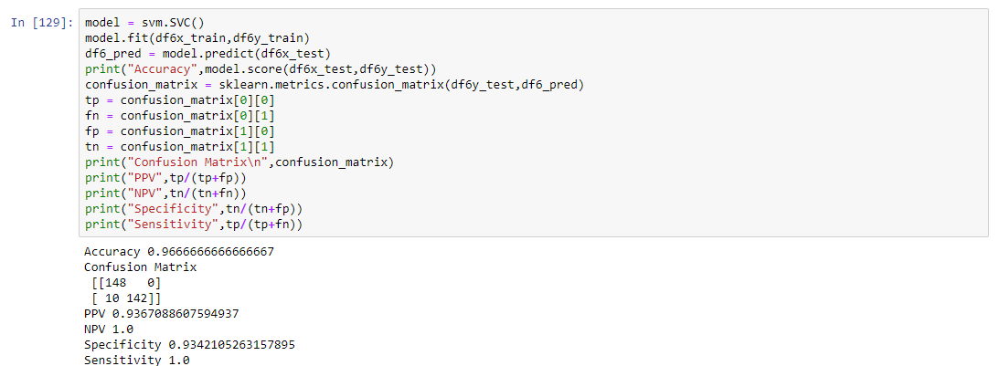 In [129]: model = svm.SVC()
model.fit(df6x_train,df6y_train)
df6_pred = model.predict(df6x_test)
print("Accuracy",model.score(df6x_test,df6y_test))
confusion_matrix = sklearn.metrics.confusion_matrix(df6y_test,df6_pred)
tp = confusion_matrix[0][0]
fn = confusion_matrix[0][1]
fp = confusion_matrix[1][0]
tn = confusion_matrix[1][1]
print("Confusion Matrix\n",confusion_matrix)
print("PPV",tp/(tp+fp))
print("NPV",tn/(tn+fn))
print("Specificity",tn/(tn+fp))
print("Sensitivity",tp/(tp+fn))
Accuracy 0.9666666666666667
Confusion Matrix
 [[148   0]
 [ 10 142]]
PPV 0.9367088607594937
NPV 1.0
Specificity 0.9342105263157895
Sensitivity 1.0